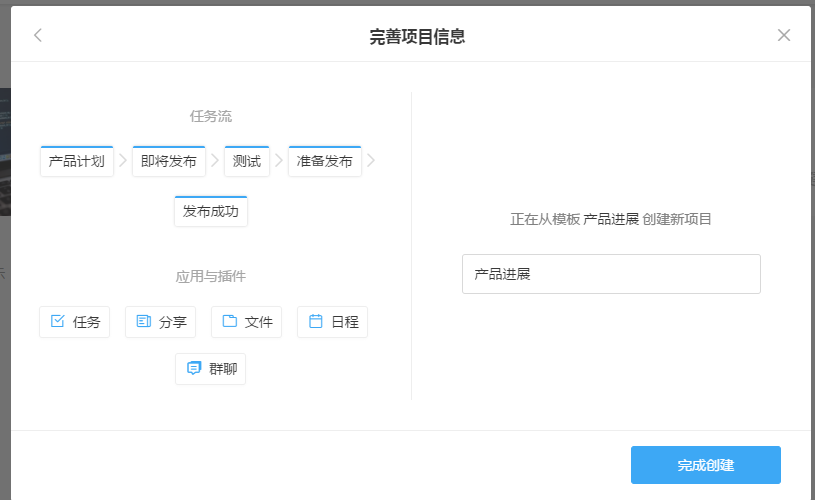 完善项目信息
任务流
产品计划 即将发布 测试 准备发布
发布成功
应用与插件
任务 分享 文件 日程
群聊
正在从模板 产品进展 创建新项目
产品进展
完成创建